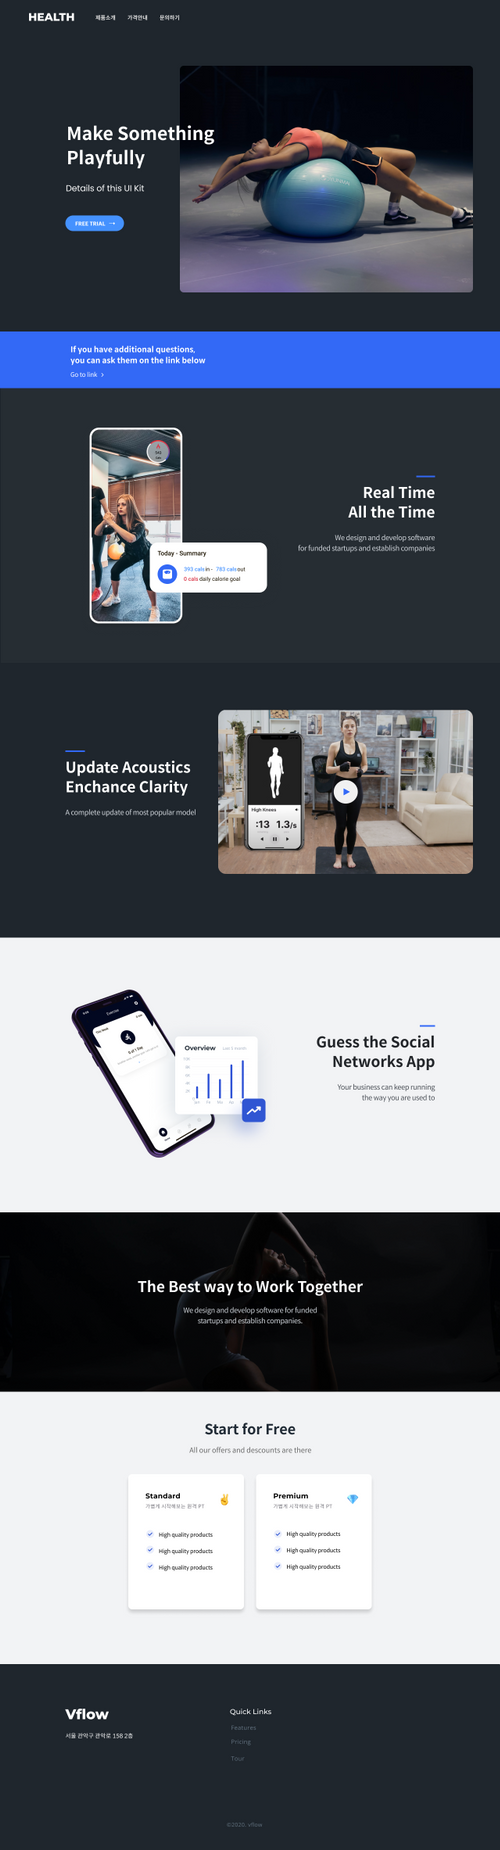 HEALTH
제품소개 가격안내 문의하기
Make Something
Playfully
Details of this UI Kit
FREE TRIAL →
If you have additional questions,
you can ask them on the link below
Go to link >
Real Time
All the Time
We design and develop software
for funded startups and establish companies
Today · Summary
393 cals in - 783 cals out
0 cals daily calorie goal
Update Acoustics
Enchance Clarity
A complete update of most popular model
High Knees
:13 1.3/s
Guess the Social
Networks App
Your business can keep running
the way you are used to
Overview
The Best way to Work Together
We design and develop software for funded
startups and establish companies.
Start for Free
All our offers and descounts are there
Standard
가볍게 시작해보는 원격 PT
High quality products
High quality products
High quality products
Premium
가볍게 시작해보는 원격 PT
High quality products
High quality products
High quality products
Vflow
서울 관악구 관악로 158 2층
Quick Links
Features
Pricing
Tour
©2020. vflow